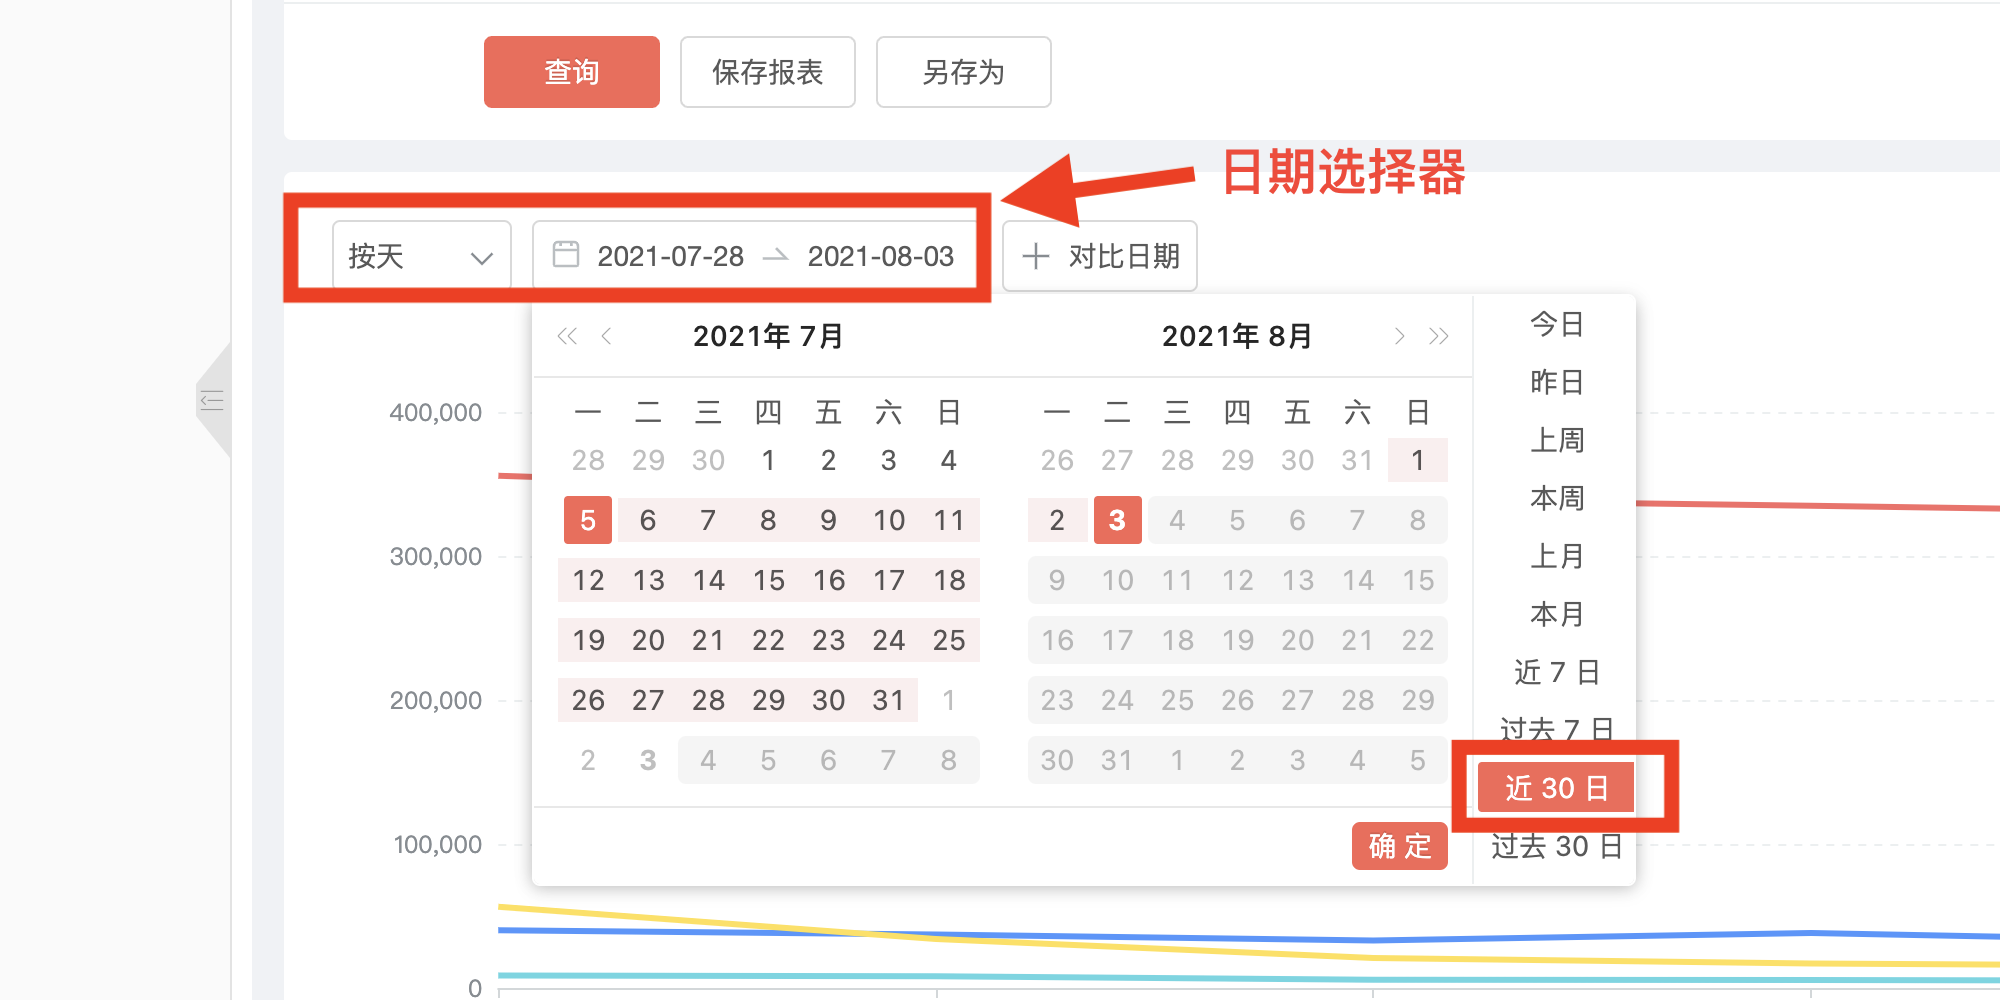 查询 保存报表 另存为
日期选择器
按天 2021-07-28 2021-08-03 对比日期
2021年 7月 2021年 8月
一 二 三 四 五 六 日 一 二 三 四 五 六 日
28 29 30 1 2 3 4 26 27 28 29 30 31 1
5 6 7 8 9 10 11 2 3 4 5 6 7 8
12 13 14 15 16 17 18 9 10 11 12 13 14 15
19 20 21 22 23 24 25 16 17 18 19 20 21 22
26 27 28 29 30 31 1 23 24 25 26 27 28 29
2 3 4 5 6 7 8 30 31 1 2 3 4 5
确 定
今日
昨日
上周
本周
上月
本月
近 7 日
过去 7 日
近 30 日
过去 30 日
400,000
300,000
200,000
100,000
0